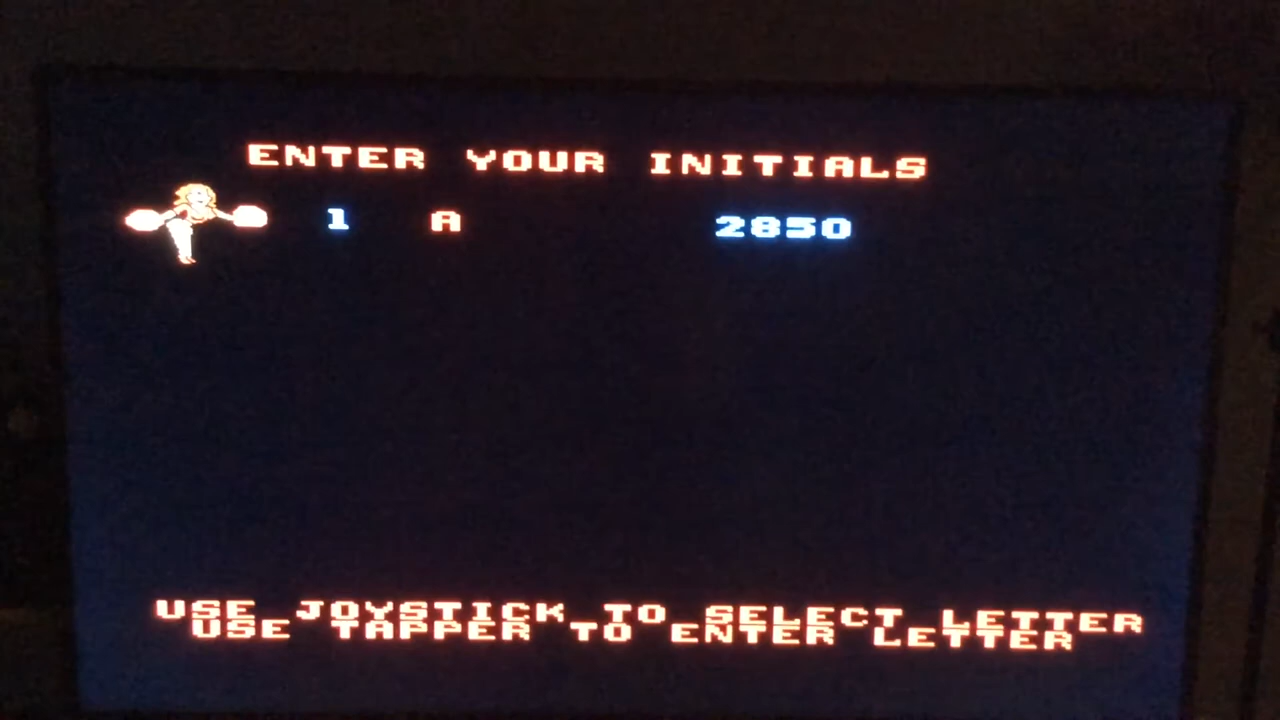 ENTER YOUR INITIALS
1 A 2850
USE JOYSTICK TO SELECT LETTER
USE TAPPER TO ENTER LETTER